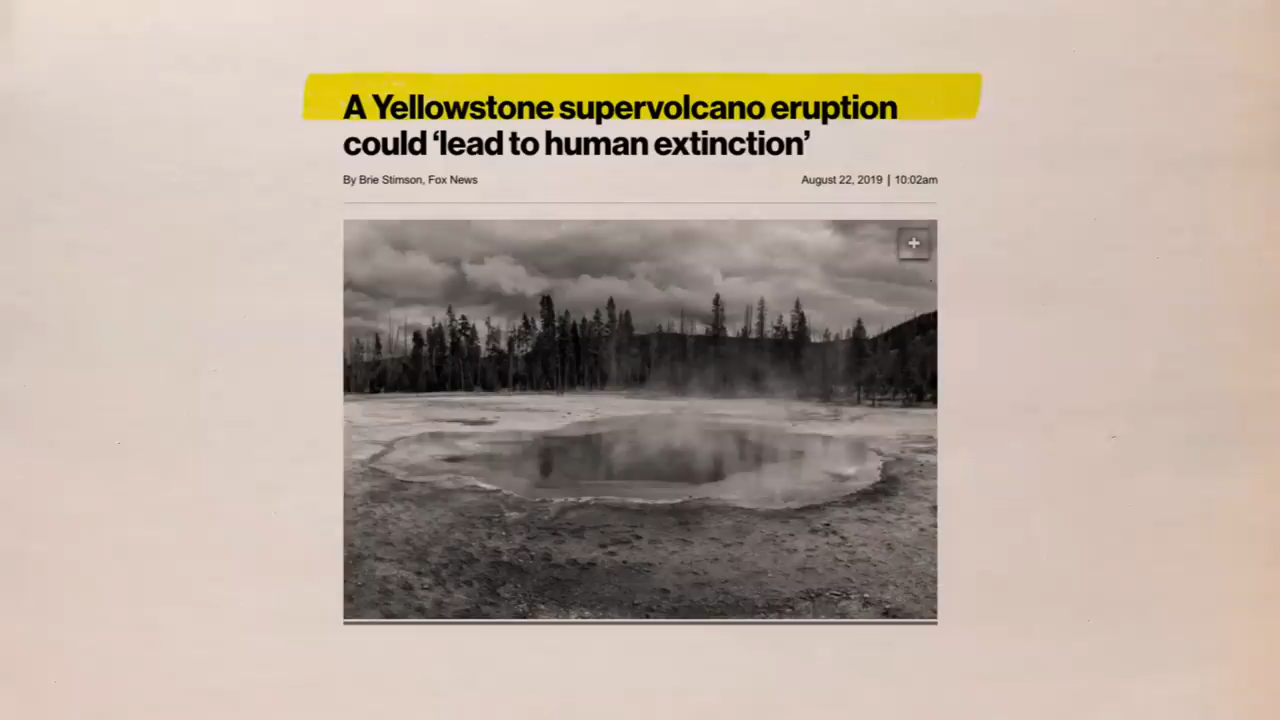 A Yellowstone supervolcano eruption
could ‘lead to human extinction’
By Brie Stimson, Fox News
August 22, 2019 | 10:02am